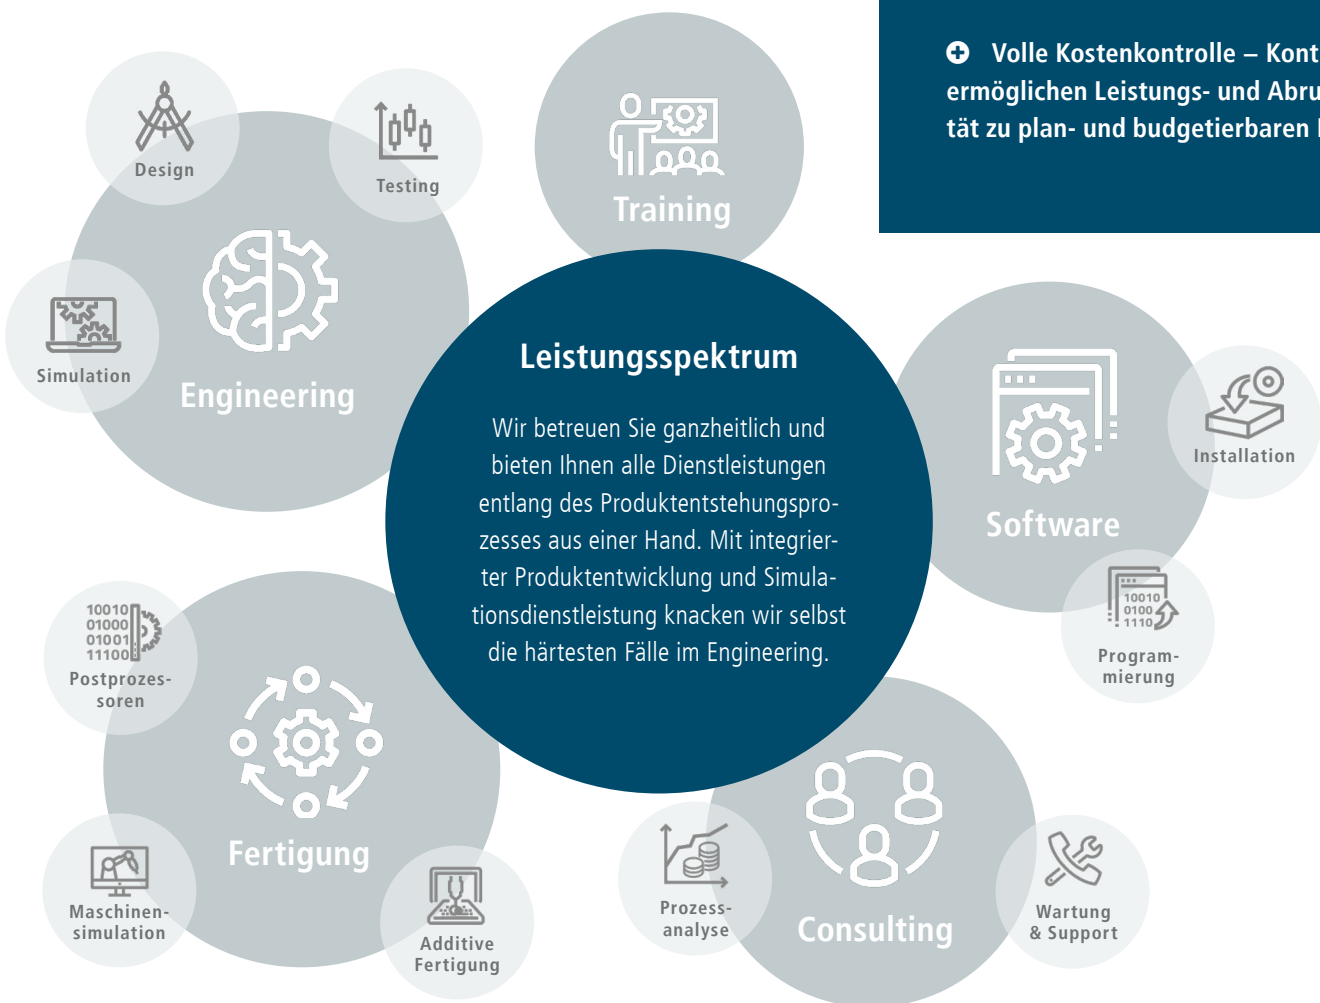 Volle Kostenkontrolle – Kont
ermöglichen Leistungs- und Abru
tät zu plan- und budgetierbaren
Design
Testing
Training
Simulation
Engineering
Leistungsspektrum
Wir betreuen Sie ganzheitlich und
bieten Ihnen alle Dienstleistungen
entlang des Produktentstehungspro-
zesses aus einer Hand. Mit integrier-
ter Produktentwicklung und Simula-
tionsdienstleistung knacken wir selbst
die härtesten Fälle im Engineering.
Software
Installation
10010
0100
1110
Program-
mierung
10010
01000
01001
11100
Postprozes-
soren
Fertigung
Maschinen-
simulation
Additive
Fertigung
Prozess-
analyse
Consulting
Wartung
& Support